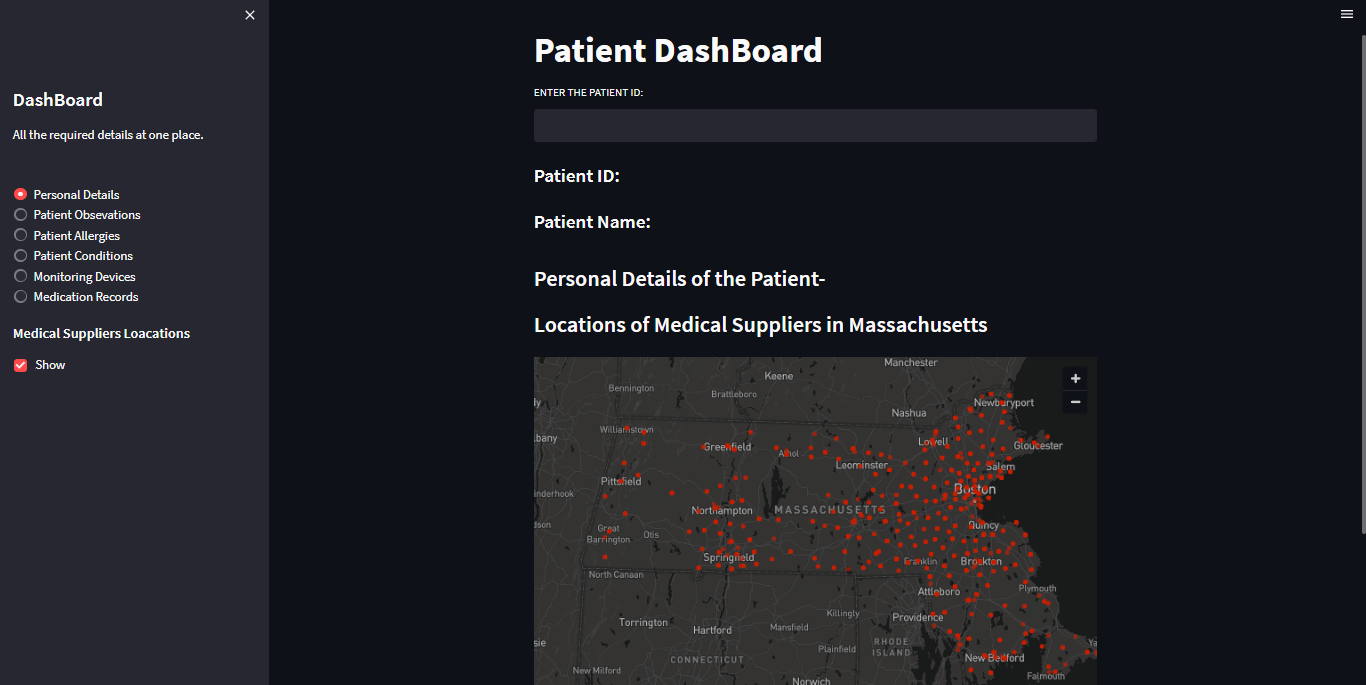 DashBoard
All the required details at one place.
Personal Details
Patient Obsevations
Patient Allergies
Patient Conditions
Monitoring Devices
Medication Records
Medical Suppliers Loacations
Show
Patient DashBoard
ENTER THE PATIENT ID:
Patient ID:
Patient Name:
Personal Details of the Patient-
Locations of Medical Suppliers in Massachusetts
Manchester
Keene
Bennington
Brattleboro
Newburyport
Nashua
Williamstown
bany
Lowell
Greenfield
Gloucester
Athol
Leominster
Salem
Pittsfield
Boston
inderhook
Northampton
MASSACHUSETTS
dson
Great
Barrington
Otis
Quincy
Springfield
Franklin
Brockton
North Canaan
Plymouth
Attleboro
Killingly
Providence
Torrington
Hartford
Mansfield
sie
Plainfield
RHODE
ISLAND
Ya
New Bedford
CONNECTICUT
New Milford
Falmouth
Norwich